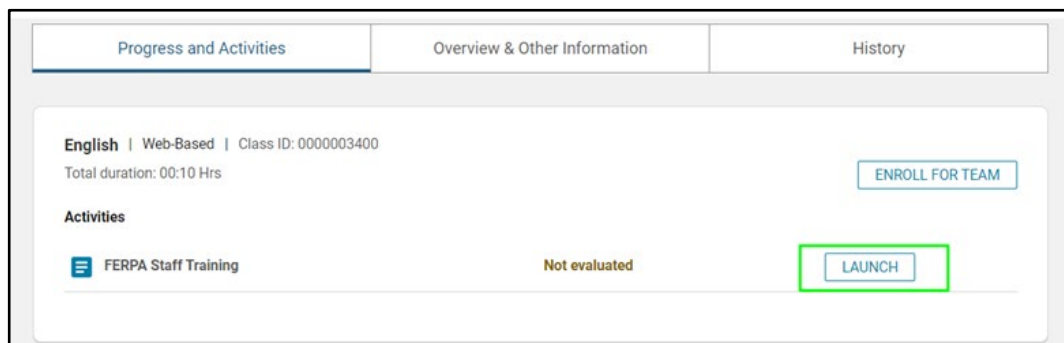 Progress and Activities
Overview & Other Information
History
English | Web-Based | Class ID: 0000003400
Total duration: 00:10 Hrs
ENROLL FOR TEAM
Activities
FERPA Staff Training
Not evaluated
LAUNCH